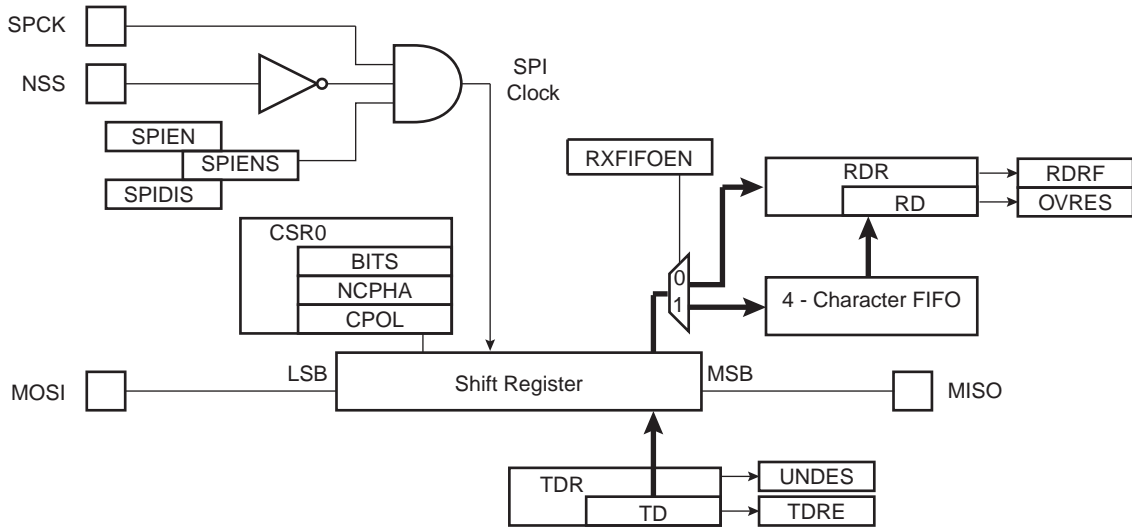 SPCK
NSS
SPI
Clock
SPIEN
SPIENS
SPIDIS
RXFIFOEN
RDR
RD
RDRF
OVRES
CSR0
BITS
NCPHA
CPOL
0
1
4 - Character FIFO
MOSI
LSB
Shift Register
MSB
MISO
TDR
TD
UNDES
TDRE